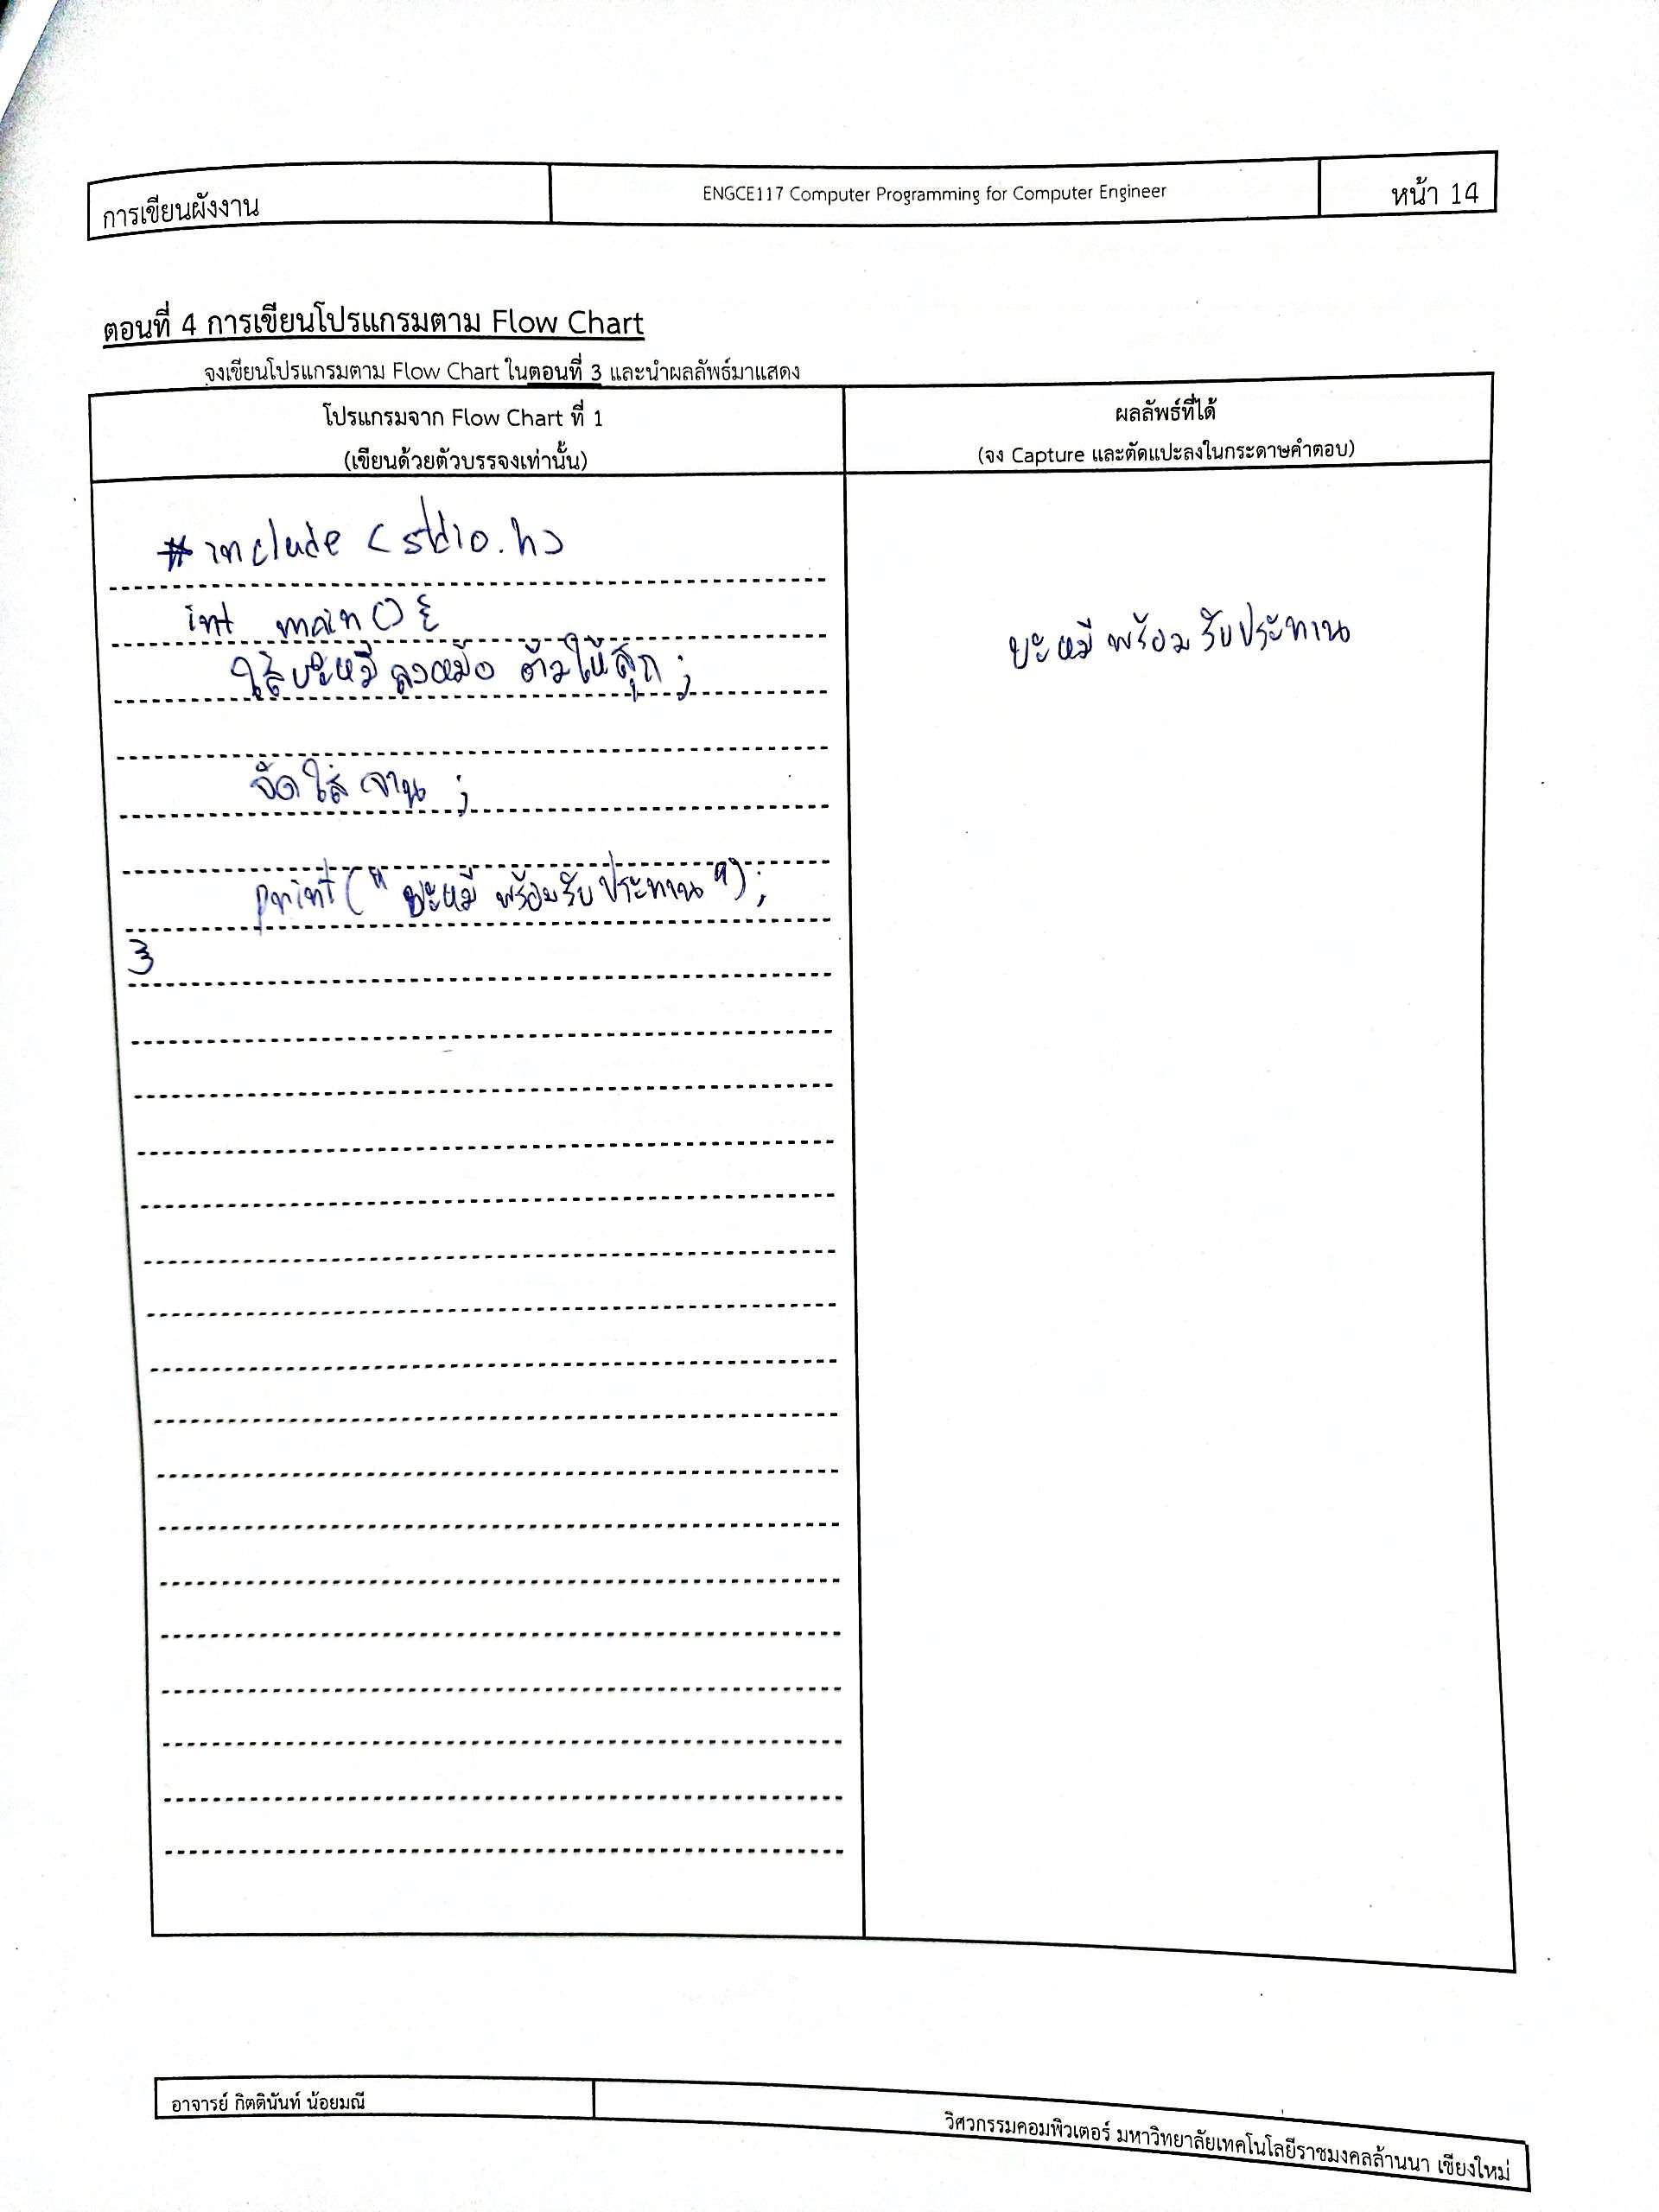 การเขียนผังงาน
ENGCE117 Computer Programming for Computer Engineer
หน้า 14
ตอนที่ 4 การเขียนโปรแกรมตาม Flow Chart
จงเขียนโปรแกรมตาม Flow Chart ในตอนที่ 3 และนำผลลัพธ์มาแสดง
โปรแกรมจาก Flow Chart ที่ 1
(เขียนด้วยตัวบรรจงเท่านั้น)
ผลลัพธ์ที่ได้
(จง Capture และตัดแปะลงในกระดาษคำตอบ)
#include <stdio.h>
int main() {
ใส่บะหมี่ลงหม้อ ต้มให้สุก ;
จัดใส่จาน ;
printf(" บะหมี่ พร้อมรับประทาน ");
}
บะหมี่ พร้อมรับประทาน
อาจารย์ กิตตินันท์ น้อยมณี
วิศวกรรมคอมพิวเตอร์ มหาวิทยาลัยเทคโนโลยีราชมงคลล้านนา เชียงใหม่